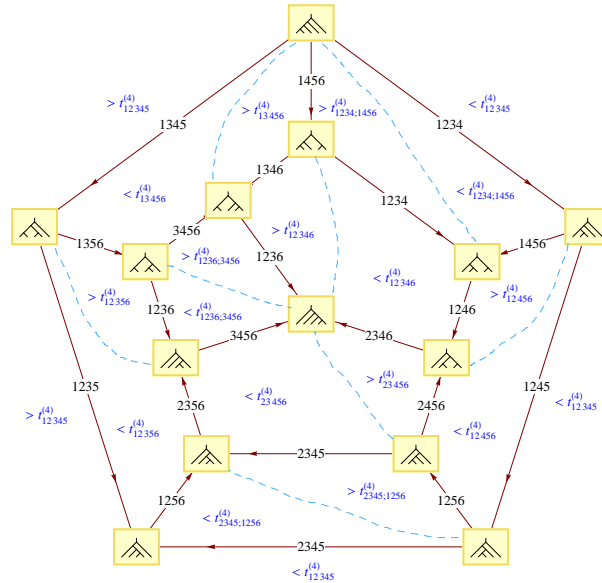 1456
> t^{(4)}_{12345}
> t^{(4)}_{13456}
> t^{(4)}_{1234;1456}
< t^{(4)}_{12345}
1345
1234
1346
< t^{(4)}_{13456}
< t^{(4)}_{1234;1456}
1234
3456
> t^{(4)}_{12346}
1356
1456
> t^{(4)}_{1236;3456}
1236
< t^{(4)}_{12346}
> t^{(4)}_{12356}
> t^{(4)}_{12456}
1236
< t^{(4)}_{1236;3456}
1246
3456
2346
1235
> t^{(4)}_{23456}
1245
< t^{(4)}_{23456}
< t^{(4)}_{12345}
2356
2456
> t^{(4)}_{12345}
< t^{(4)}_{12356}
< t^{(4)}_{12456}
2345
> t^{(4)}_{2345;1256}
1256
1256
< t^{(4)}_{2345;1256}
2345
< t^{(4)}_{12345}